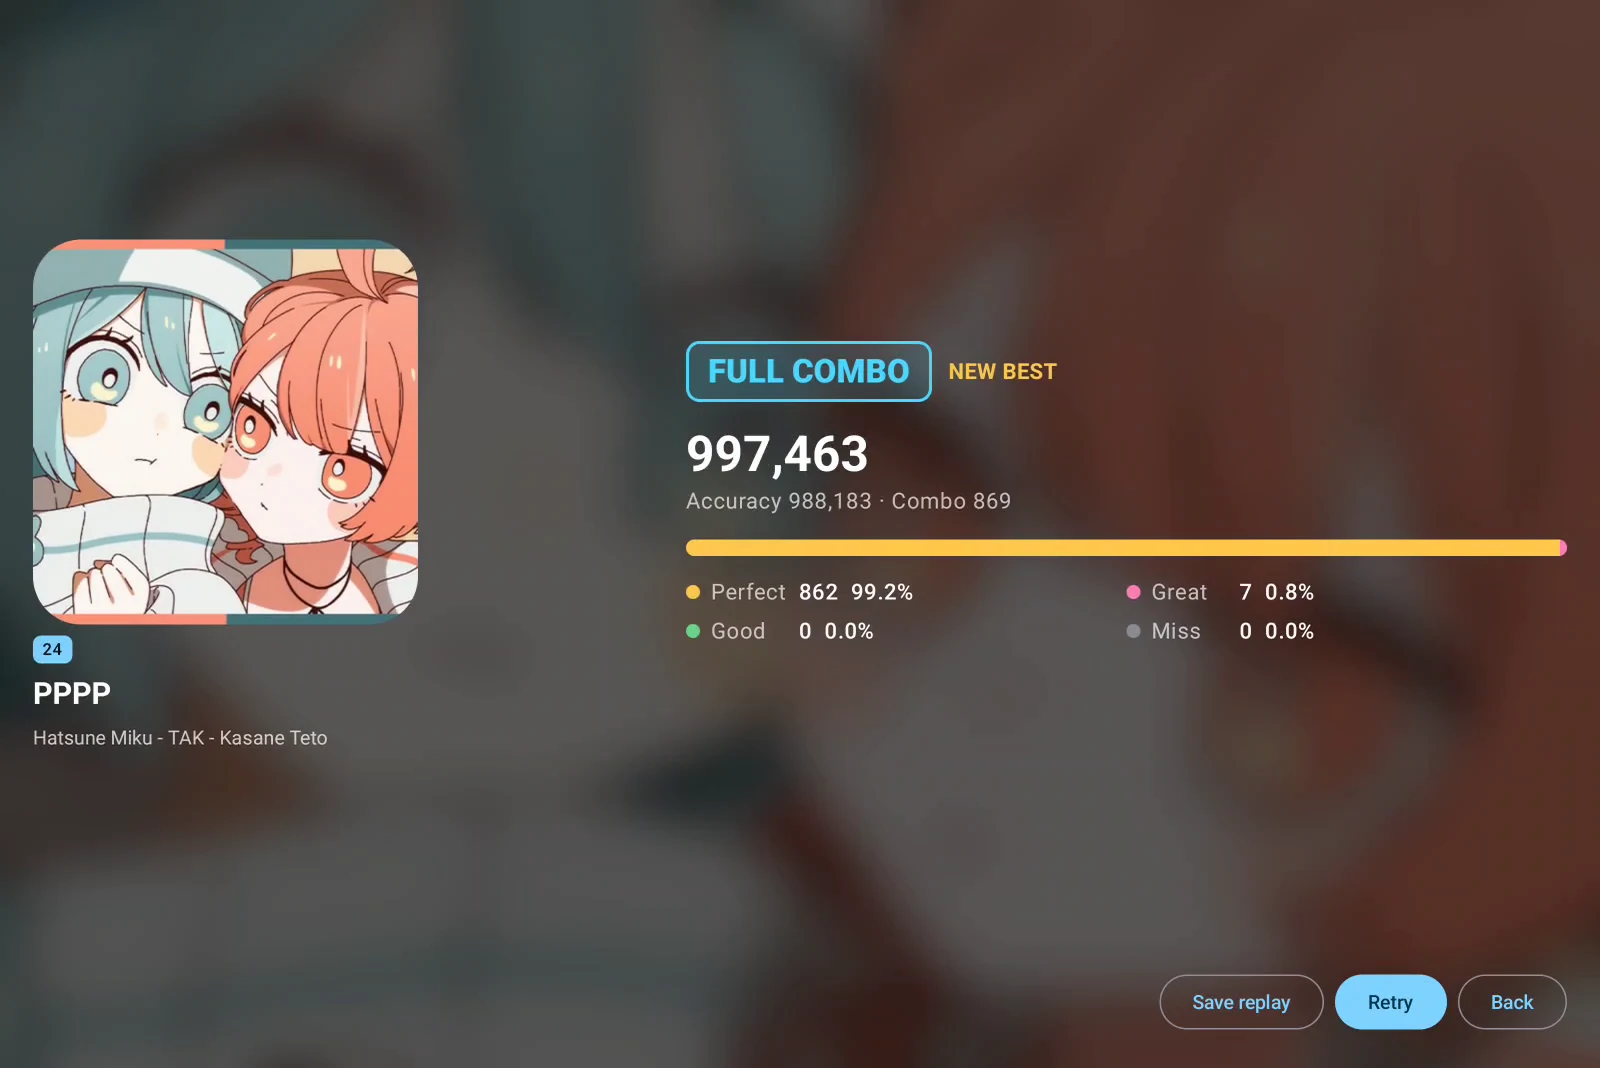 24
PPPP
Hatsune Miku - TAK - Kasane Teto
FULL COMBO
NEW BEST
997,463
Accuracy 988,183 · Combo 869
Perfect 862 99.2%
Great 7 0.8%
Good 0 0.0%
Miss 0 0.0%
Save replay
Retry
Back